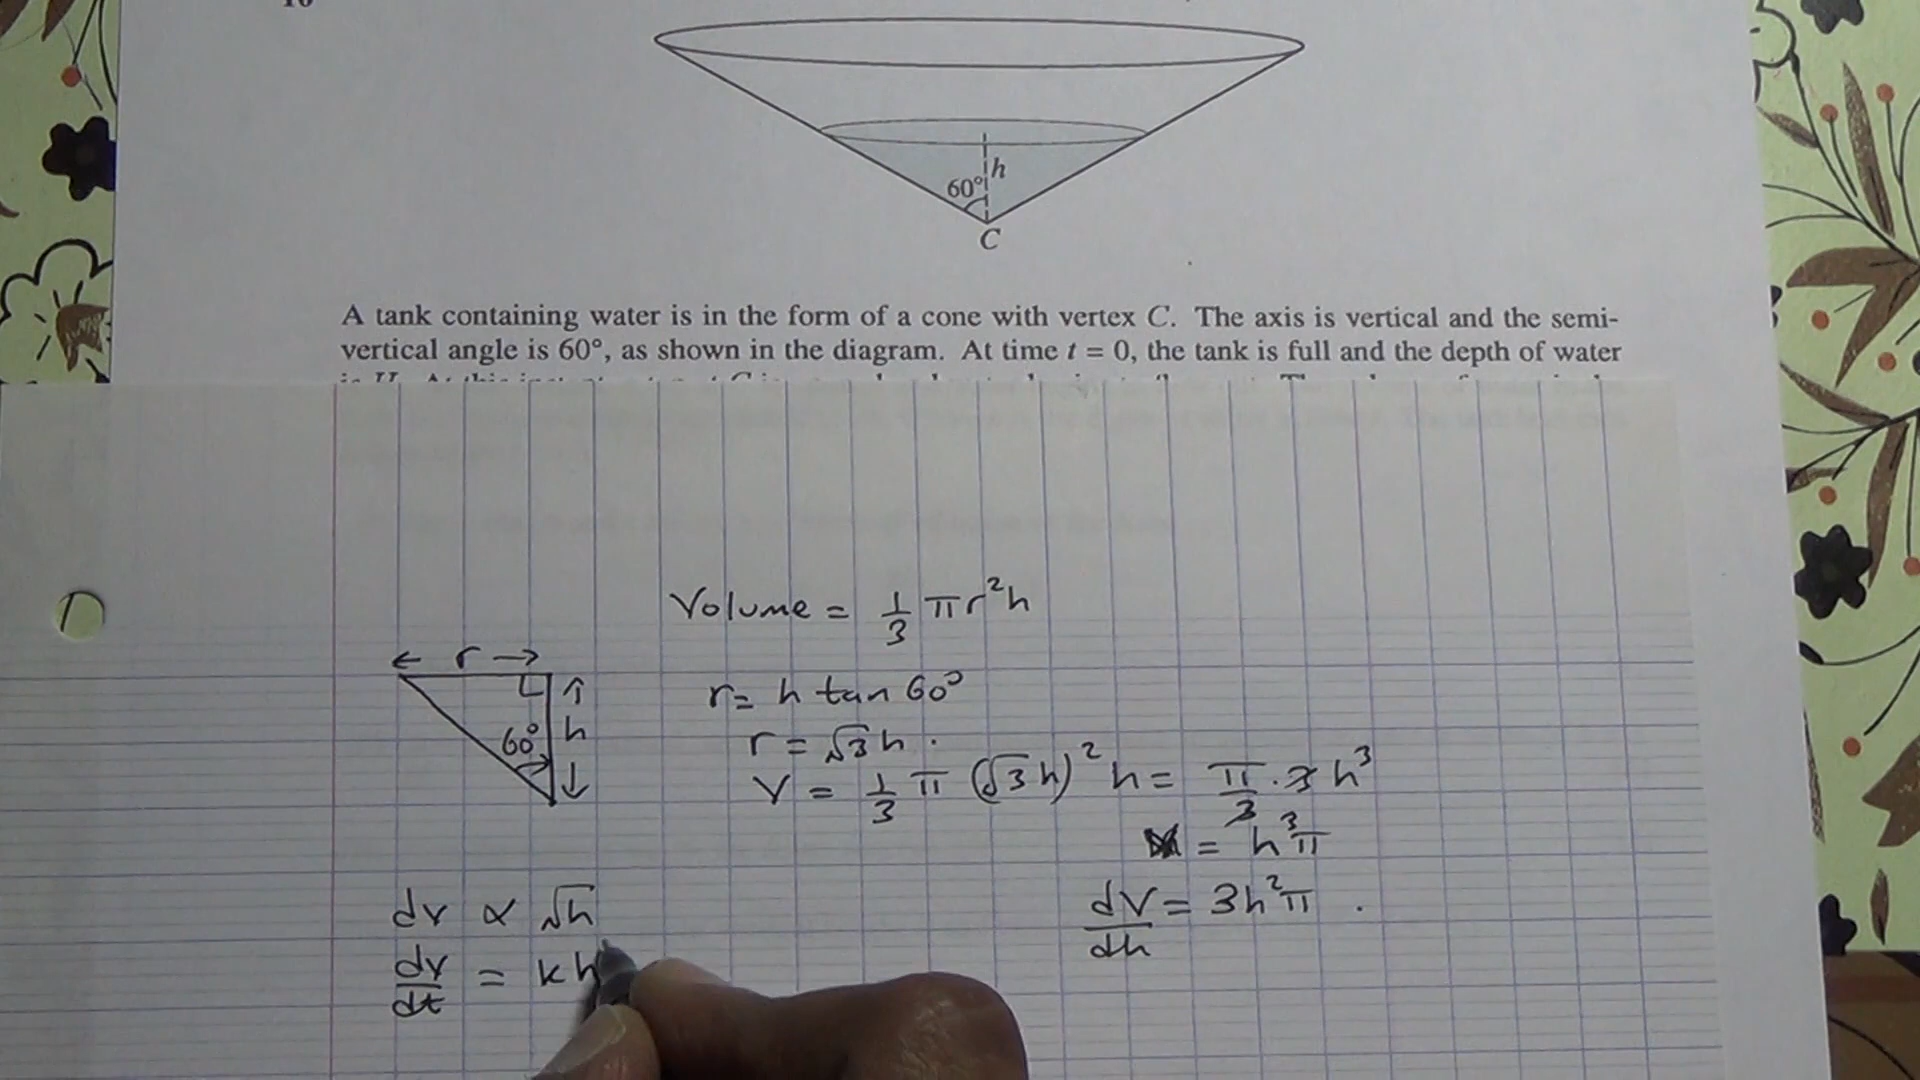 60° h
C
A tank containing water is in the form of a cone with vertex C. The axis is vertical and the semi-
vertical angle is 60°, as shown in the diagram. At time t = 0, the tank is full and the depth of water
Volume = 1/3 πr²h
← r →
r = h tan 60°
60° h
r = √3 h .
V = 1/3 π (√3 h)² h = π/3 · 3 h³
= h³π
dv ∝ √h
dV/dh = 3h²π .
dv/dt = kh